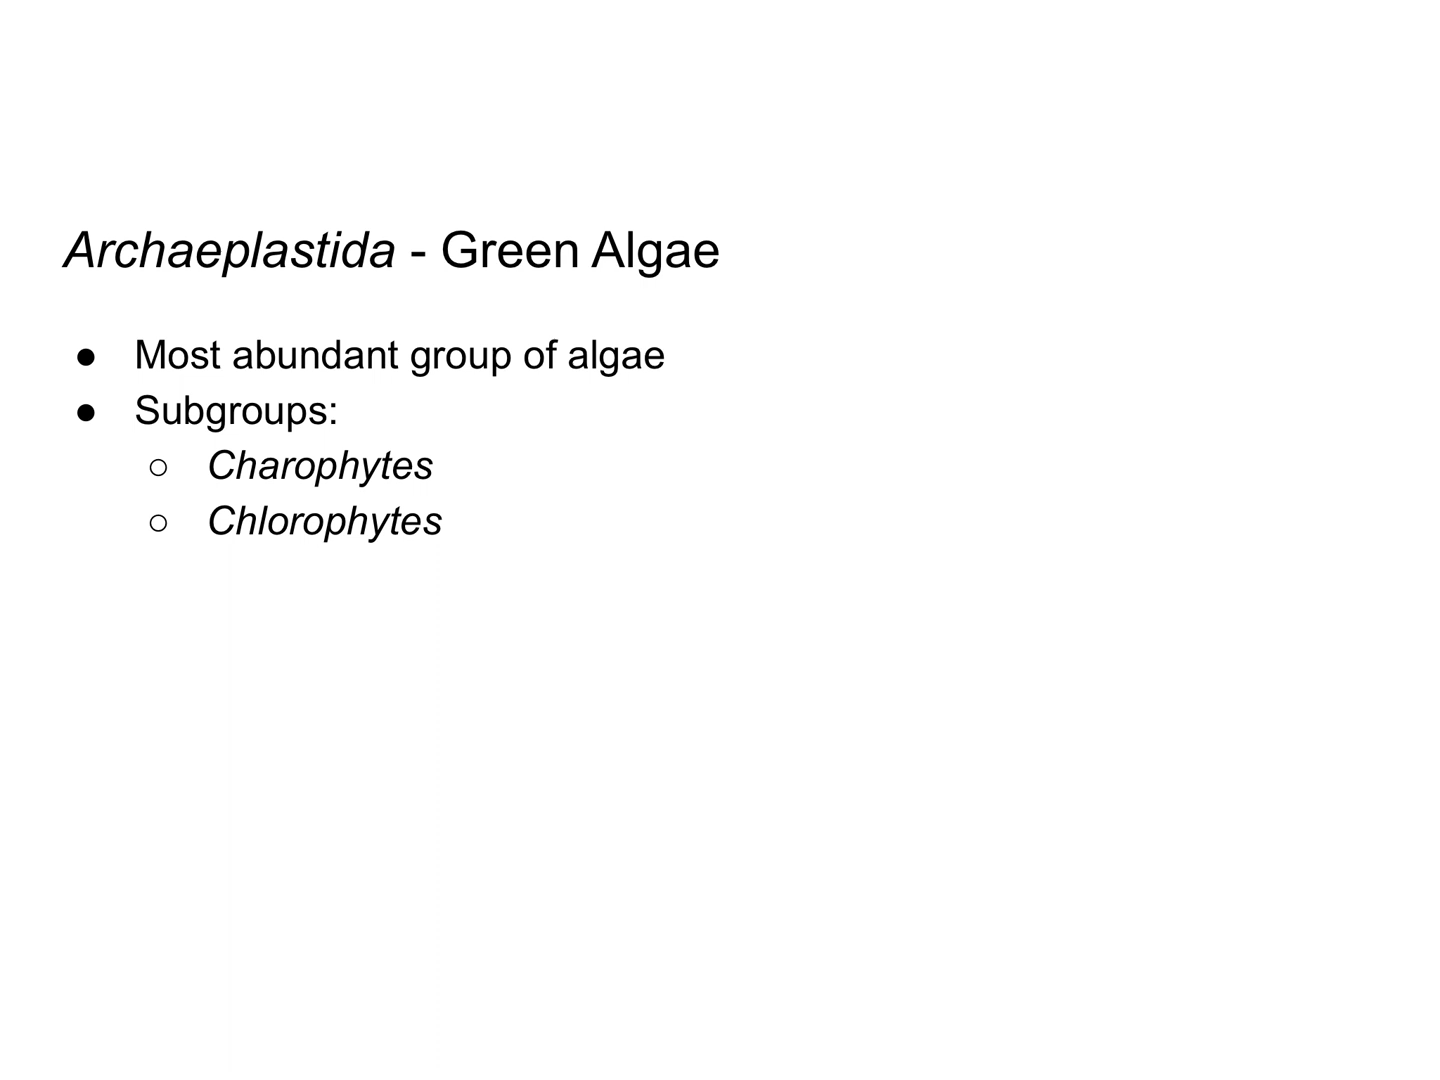 Archaeplastida - Green Algae
● Most abundant group of algae
● Subgroups:
○ Charophytes
○ Chlorophytes